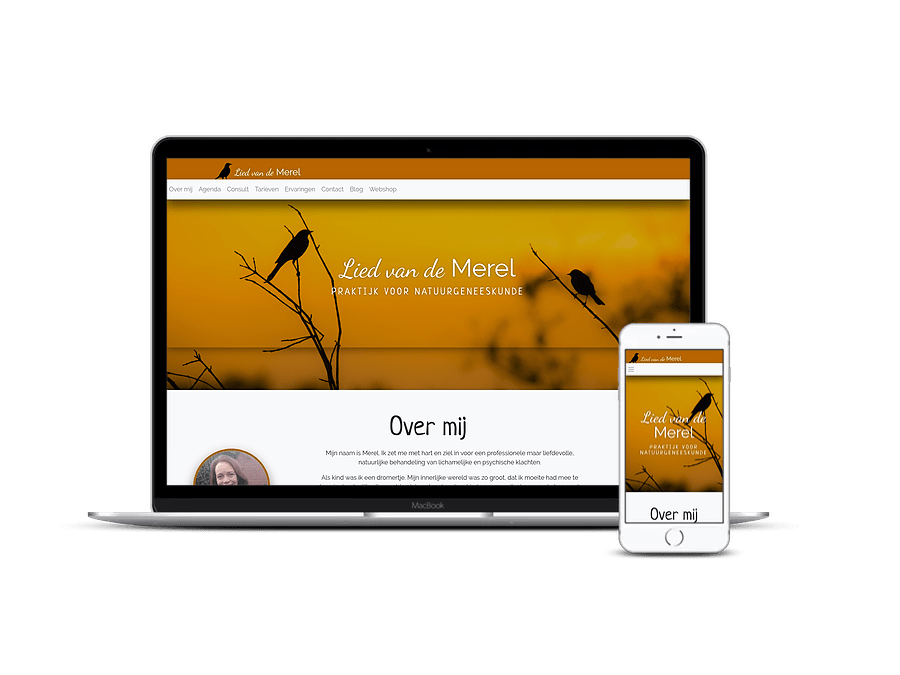 Lied van de Merel
Over mij Agenda Consult Tarieven Ervaringen Contact Blog Webshop
Lied van de Merel
PRAKTIJK VOOR NATUURGENEESKUNDE
Over mij
Mijn naam is Merel. Ik zet me met hart en ziel in voor een professionele maar liefdevolle,
natuurlijke behandeling van lichamelijke en psychische klachten
Als kind was ik een dromertje. Mijn innerlijke wereld was zo groot, dat ik moeite had mee te
MacBook
Lied van de Merel
Lied van de
Merel
PRAKTIJK VOOR
NATUURGENEESKUNDE
Over mij